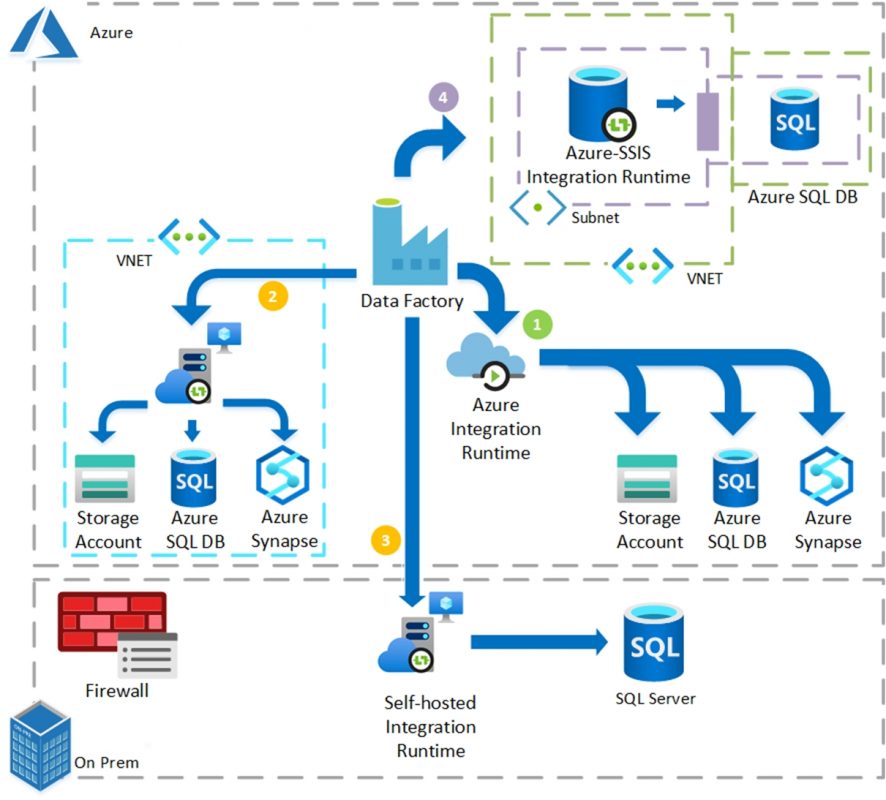 Azure
4
Azure-SSIS
Integration Runtime
SQL
Azure SQL DB
Subnet
VNET
VNET
2
Data Factory
1
Azure
Integration
Runtime
SQL
Storage
Account
Azure
SQL DB
Azure
Synapse
SQL
Storage
Account
Azure
SQL DB
Azure
Synapse
3
Firewall
Self-hosted
Integration
Runtime
SQL
SQL Server
ON-PRE
On Prem